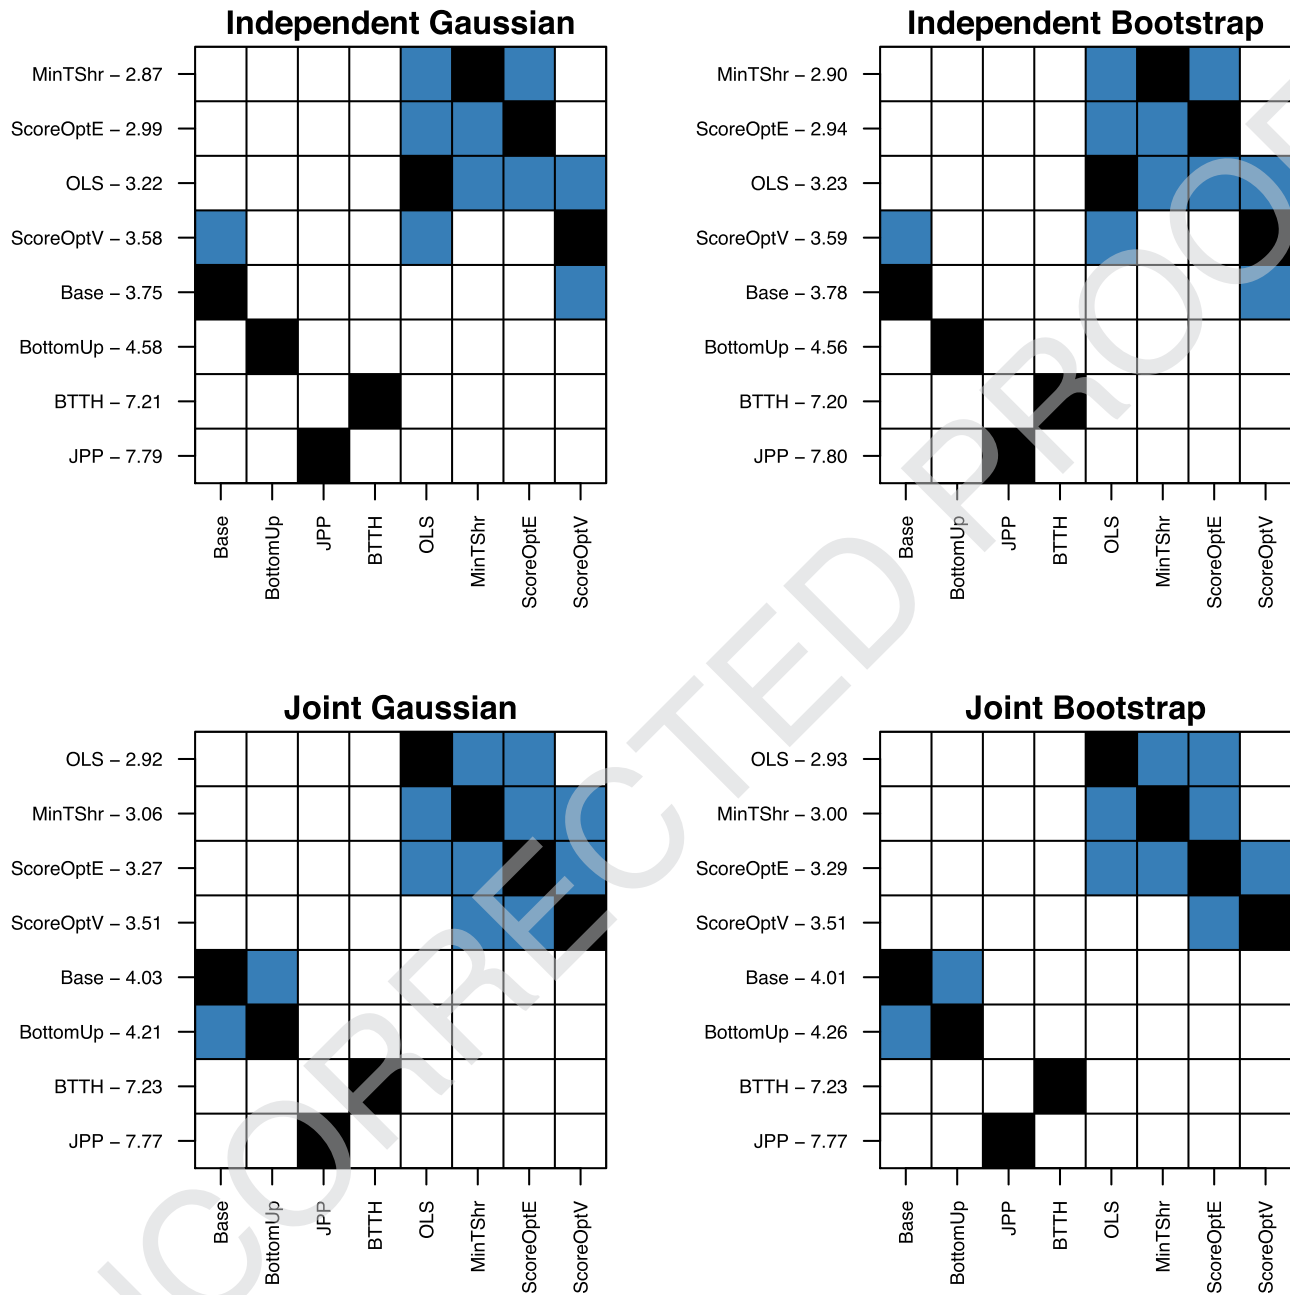 Independent Gaussian
MinTShr – 2.87
ScoreOptE – 2.99
OLS – 3.22
ScoreOptV – 3.58
Base – 3.75
BottomUp – 4.58
BTTH – 7.21
JPP – 7.79
Base
BottomUp
JPP
BTTH
OLS
MinTShr
ScoreOptE
ScoreOptV
Independent Bootstrap
MinTShr – 2.90
ScoreOptE – 2.94
OLS – 3.23
ScoreOptV – 3.59
Base – 3.78
BottomUp – 4.56
BTTH – 7.20
JPP – 7.80
Base
BottomUp
JPP
BTTH
OLS
MinTShr
ScoreOptE
ScoreOptV
Joint Gaussian
OLS – 2.92
MinTShr – 3.06
ScoreOptE – 3.27
ScoreOptV – 3.51
Base – 4.03
BottomUp – 4.21
BTTH – 7.23
JPP – 7.77
Base
BottomUp
JPP
BTTH
OLS
MinTShr
ScoreOptE
ScoreOptV
Joint Bootstrap
OLS – 2.93
MinTShr – 3.00
ScoreOptE – 3.29
ScoreOptV – 3.51
Base – 4.01
BottomUp – 4.26
BTTH – 7.23
JPP – 7.77
Base
BottomUp
JPP
BTTH
OLS
MinTShr
ScoreOptE
ScoreOptV
NCORRECTED PROOF